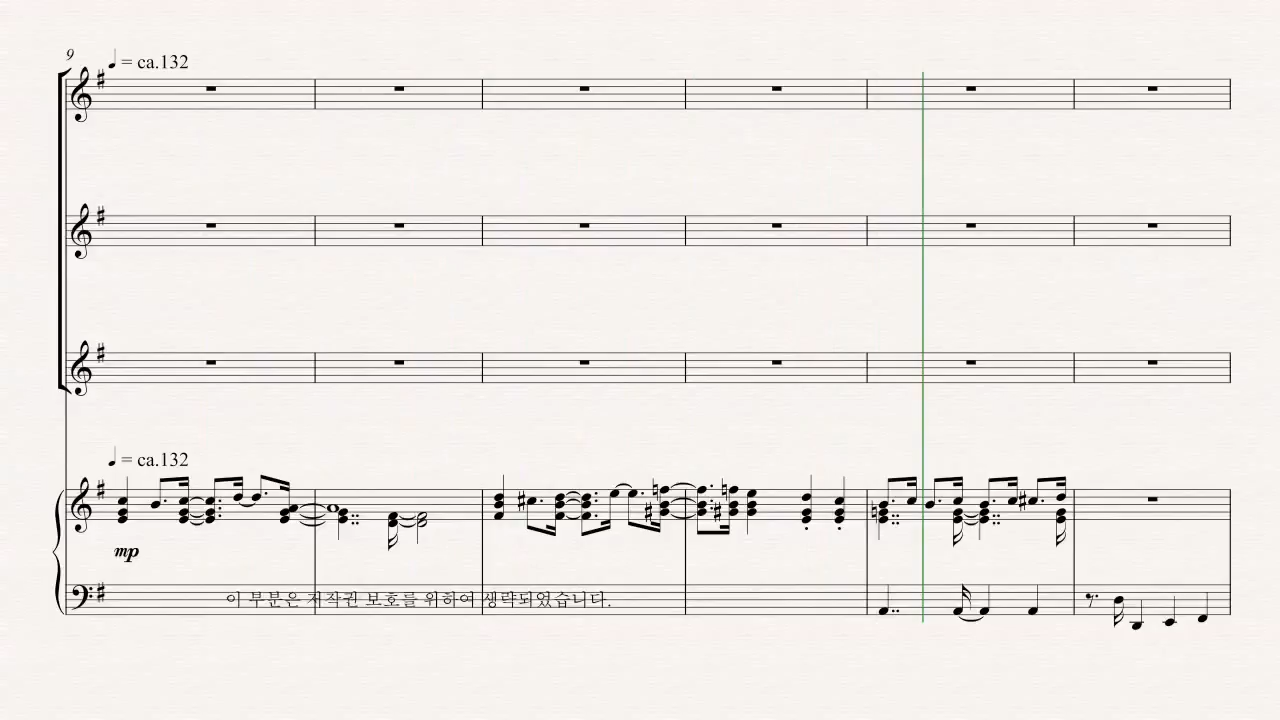 9
♩ = ca.132
♩ = ca.132
mp
이 부분은 저작권 보호를 위하여 생략되었습니다.